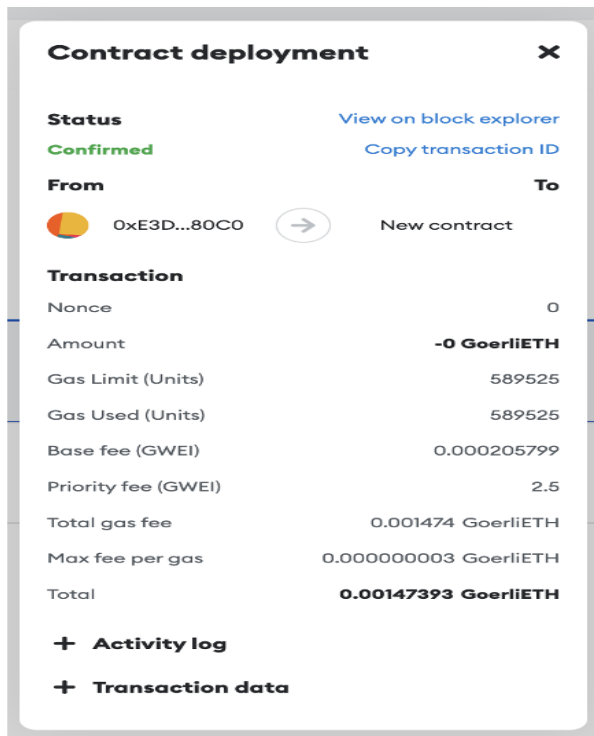 Contract deployment
Status View on block explorer
Confirmed Copy transaction ID
From To
0xE3D...80C0 New contract
Transaction
Nonce 0
Amount -0 GoerliETH
Gas Limit (Units) 589525
Gas Used (Units) 589525
Base fee (GWEI) 0.000205799
Priority fee (GWEI) 2.5
Total gas fee 0.001474 GoerliETH
Max fee per gas 0.000000003 GoerliETH
Total 0.00147393 GoerliETH
+ Activity log
+ Transaction data